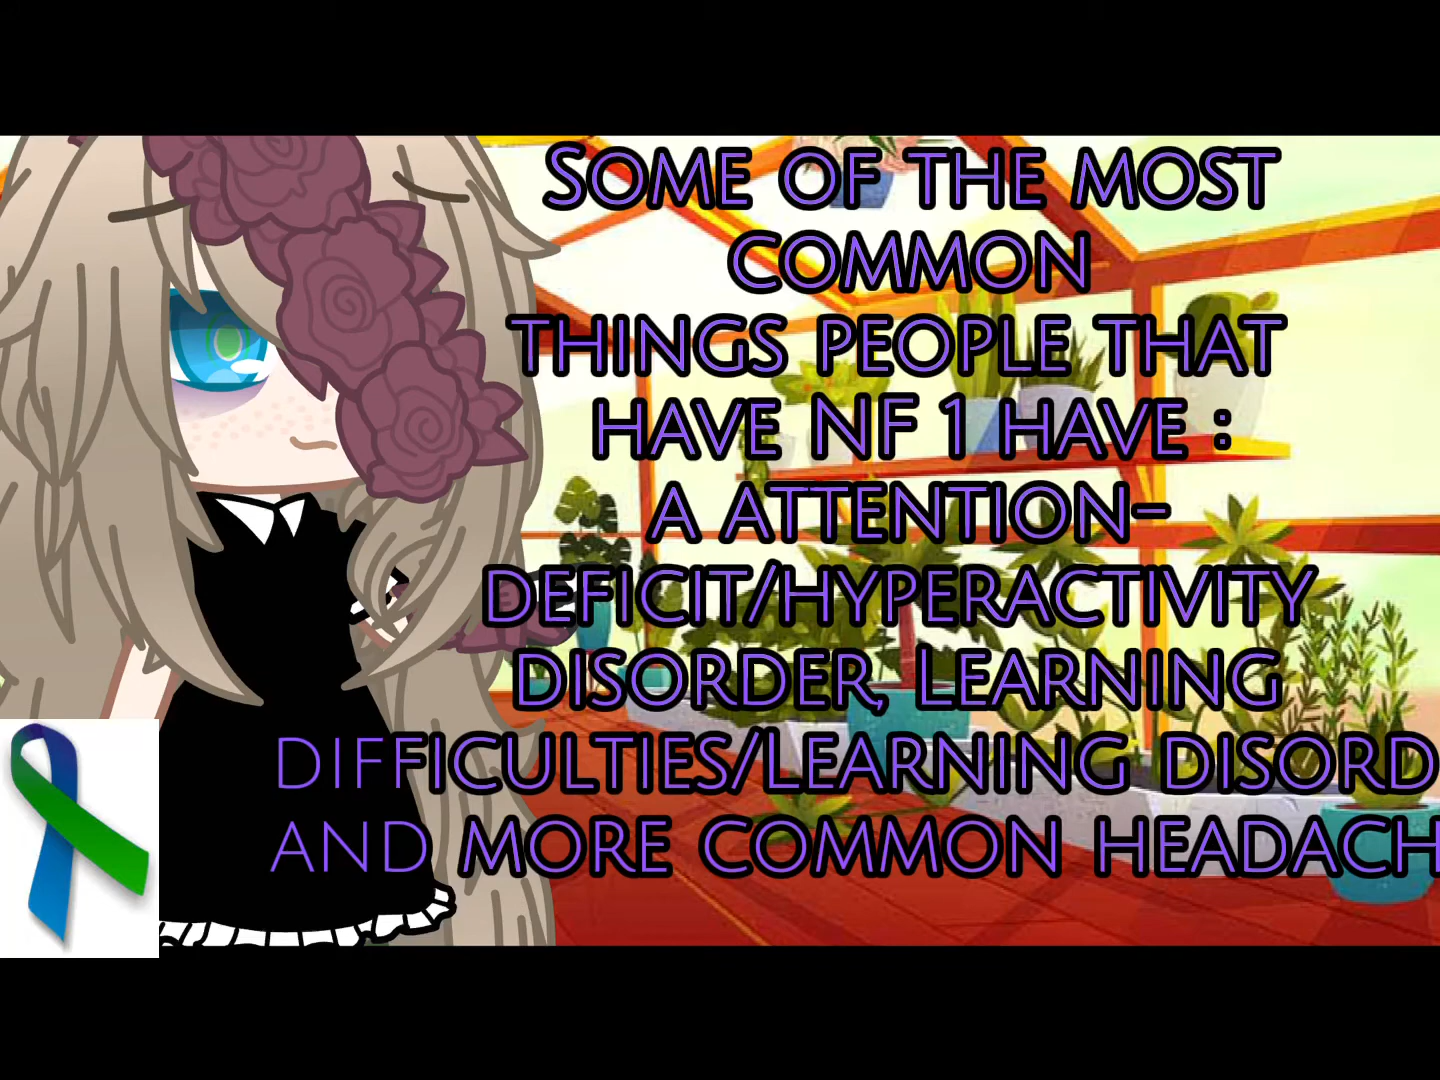 Some of the most
common
things people that
have NF 1 have :
a attention-
deficit/hyperactivity
disorder, learning
difficulties/Learning disord
and more common headach